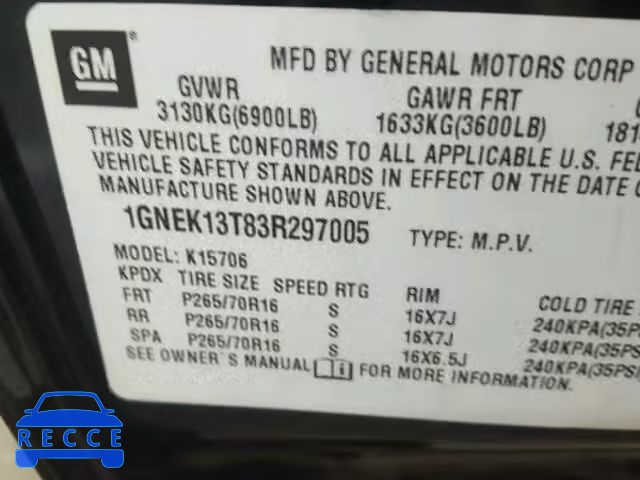 GM
MFD BY GENERAL MOTORS CORP
GVWR GAWR FRT
3130KG(6900LB) 1633KG(3600LB) 181
THIS VEHICLE CONFORMS TO ALL APPLICABLE U.S. FED
VEHICLE SAFETY STANDARDS IN EFFECT ON THE DATE O
MANUFACTURE SHOWN ABOVE.
1GNEK13T83R297005 TYPE: M.P.V.
MODEL: K15706
KPDX TIRE SIZE SPEED RTG RIM COLD TIRE
FRT P265/70R16 S 16X7J 240KPA(35PS
RR P265/70R16 S 16X7J 240KPA(35PS
SPA P265/70R16 S 16X6.5J 240KPA(35PSI
SEE OWNER'S MANUAL i FOR MORE INFORMATION.
RECCE